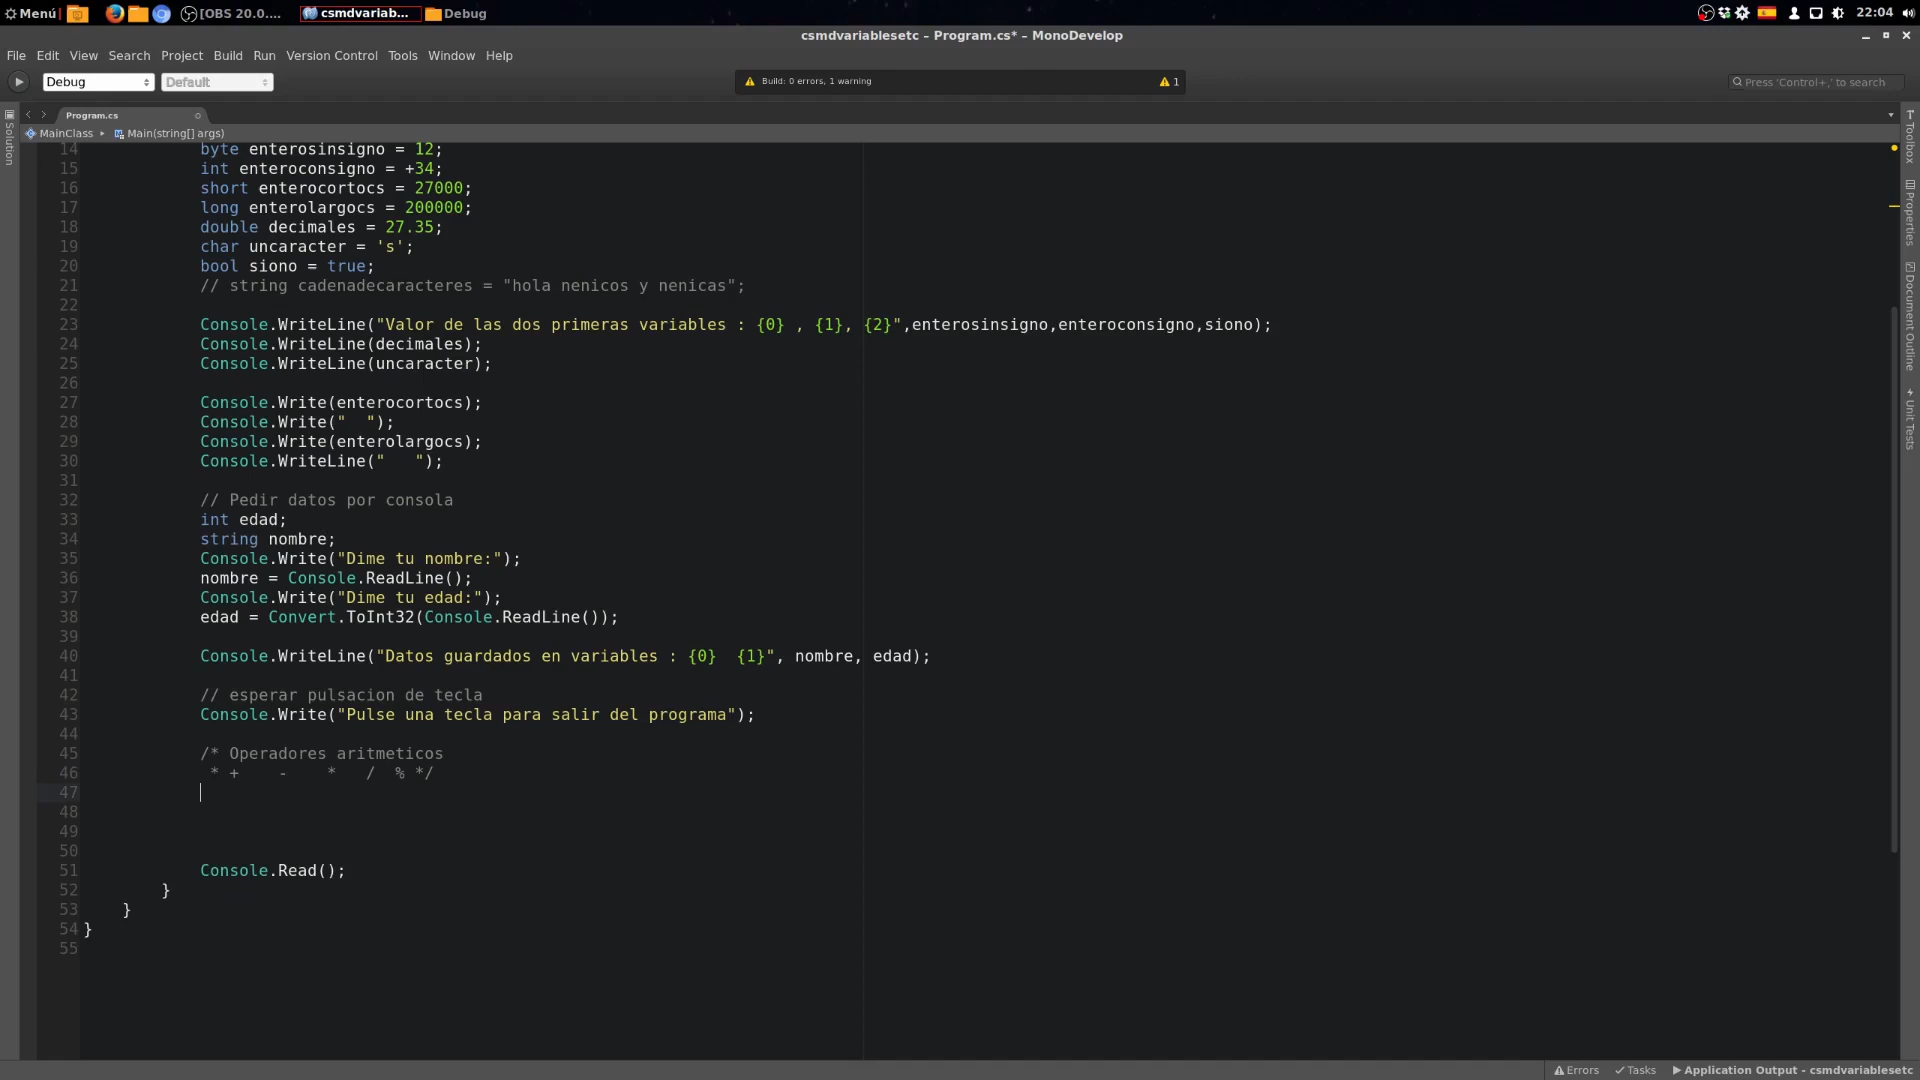 Menú [OBS 20.0.... csmdvariab... Debug 22:04
csmdvariablesetc – Program.cs* – MonoDevelop
File Edit View Search Project Build Run Version Control Tools Window Help
Debug Default Build: 0 errors, 1 warning 1 Press 'Control+,' to search
Program.cs
MainClass Main(string[] args)
Solution
14 byte enterosinsigno = 12;
15 int enteroconsigno = +34;
16 short enterocortocs = 27000;
17 long enterolargocs = 200000;
18 double decimales = 27.35;
19 char uncaracter = 's';
20 bool siono = true;
21 // string cadenadecaracteres = "hola nenicos y nenicas";
22
23 Console.WriteLine("Valor de las dos primeras variables : {0} , {1}, {2}",enterosinsigno,enteroconsigno,siono);
24 Console.WriteLine(decimales);
25 Console.WriteLine(uncaracter);
26
27 Console.Write(enterocortocs);
28 Console.Write("  ");
29 Console.Write(enterolargocs);
30 Console.WriteLine("   ");
31
32 // Pedir datos por consola
33 int edad;
34 string nombre;
35 Console.Write("Dime tu nombre:");
36 nombre = Console.ReadLine();
37 Console.Write("Dime tu edad:");
38 edad = Convert.ToInt32(Console.ReadLine());
39
40 Console.WriteLine("Datos guardados en variables : {0}  {1}", nombre, edad);
41
42 // esperar pulsacion de tecla
43 Console.Write("Pulse una tecla para salir del programa");
44
45 /* Operadores aritmeticos
46 * +    -    *   /  % */
47
48
49
50
51 Console.Read();
52 }
53 }
54 }
55
Toolbox
Properties
Document Outline
Unit Tests
Errors Tasks Application Output - csmdvariablesetc